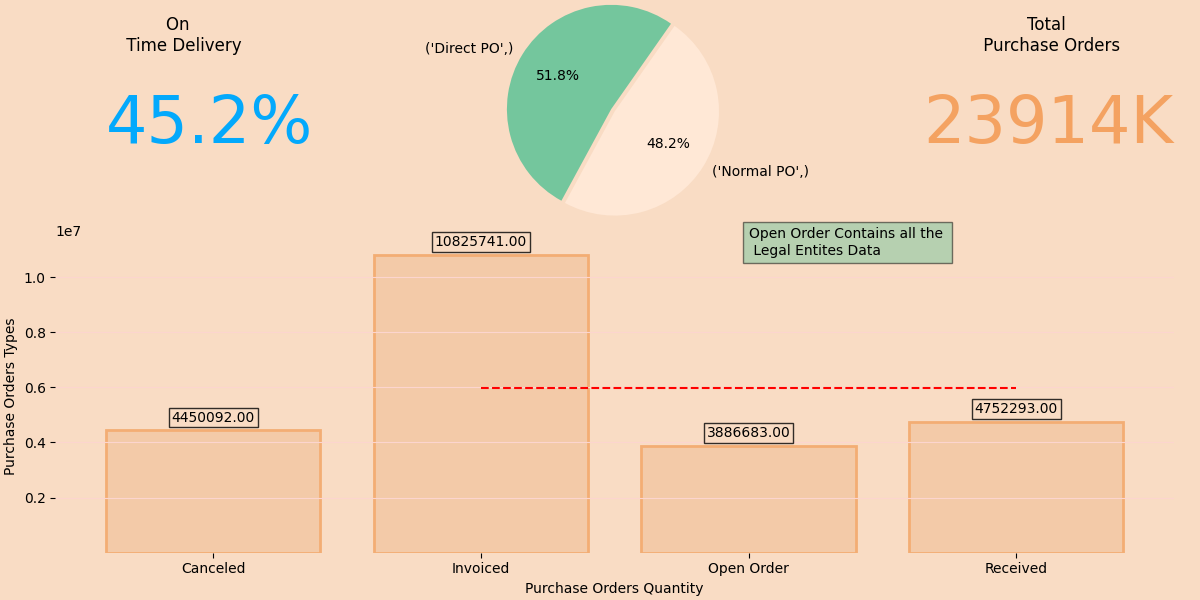 On
Time Delivery
45.2%
('Direct PO',)
51.8%
48.2%
('Normal PO',)
Total
Purchase Orders
23914K
1e7
Open Order Contains all the
Legal Entites Data
Purchase Orders Types
1.0
0.8
0.6
0.4
0.2
4450092.00
10825741.00
3886683.00
4752293.00
Canceled
Invoiced
Open Order
Received
Purchase Orders Quantity